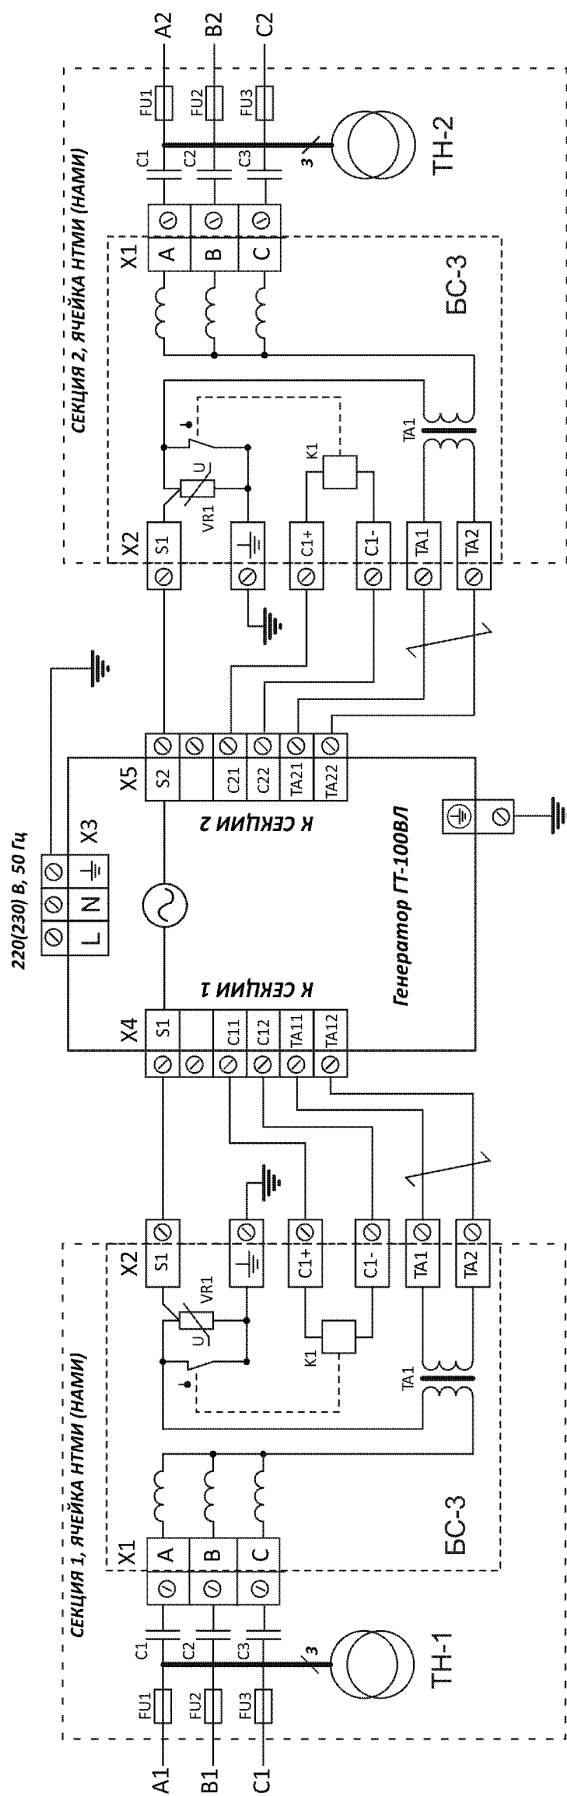 220(230) В, 50 Гц
X3
L
N
СЕКЦИЯ 1, ЯЧЕЙКА НТМИ (НАМИ)
A1
B1
C1
FU1
FU2
FU3
C1
C2
C3
3
ТН-1
X1
A
B
C
БС-3
U
VR1
K1
TA1
X2
S1
C1+
C1-
TA1
TA2
X4
S1
C11
C12
TA11
TA12
К СЕКЦИИ 1
Генератор ГТ-100ВЛ
К СЕКЦИИ 2
X5
S2
C21
C22
TA21
TA22
СЕКЦИЯ 2, ЯЧЕЙКА НТМИ (НАМИ)
X2
S1
C1+
C1-
TA1
TA2
VR1
U
K1
TA1
БС-3
X1
A
B
C
C1
C2
C3
3
ТН-2
FU1
FU2
FU3
A2
B2
C2